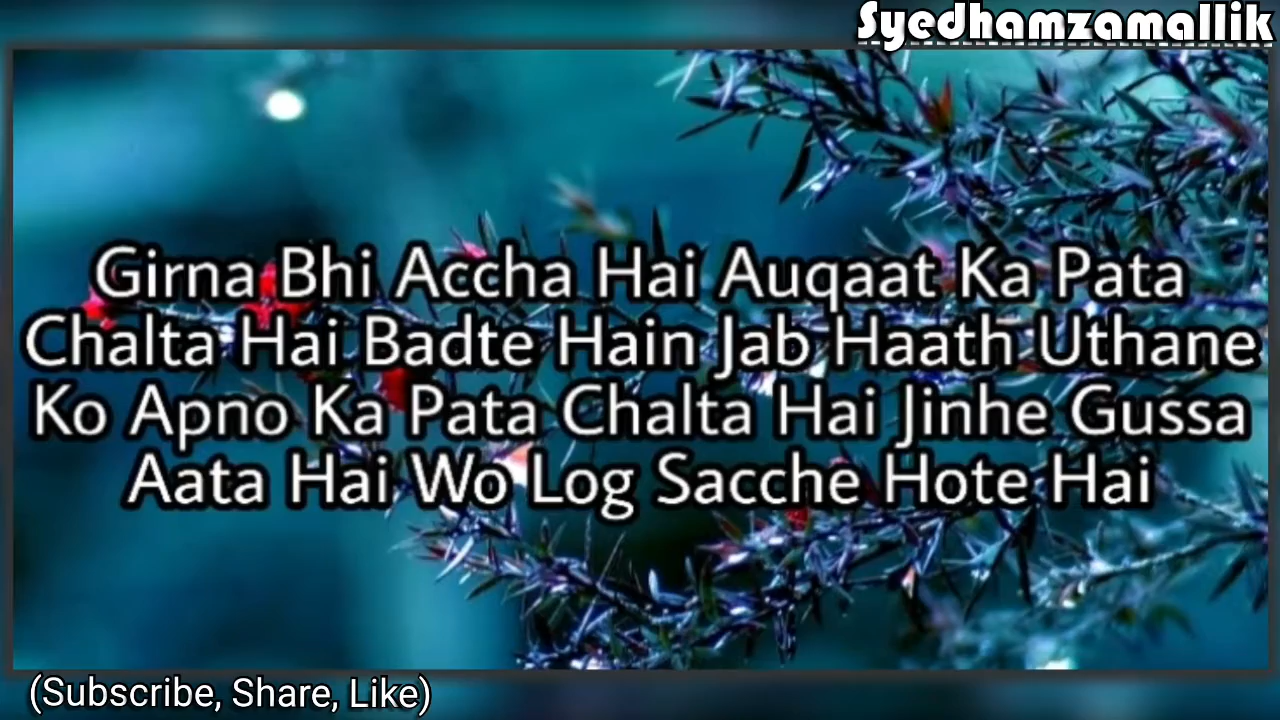 Syedhamzamallik
Girna Bhi Accha Hai Auqaat Ka Pata
Chalta Hai Badte Hain Jab Haath Uthane
Ko Apno Ka Pata Chalta Hai Jinhe Gussa
Aata Hai Wo Log Sacche Hote Hai
(Subscribe, Share, Like)